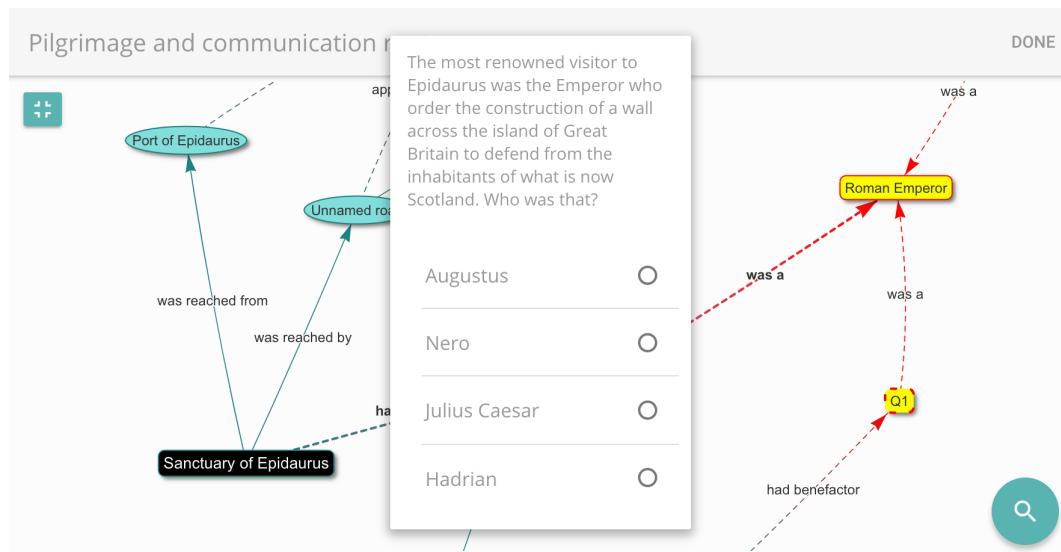 Pilgrimage and communication
DONE
The most renowned visitor to
Epidaurus was the Emperor who
order the construction of a wall
across the island of Great
Britain to defend from the
inhabitants of what is now
Scotland. Who was that?
Augustus
Nero
Julius Caesar
Hadrian
was a
Port of Epidaurus
Roman Emperor
Unnamed
was a
was a
was reached from
was reached by
Q1
Sanctuary of Epidaurus
had benefactor